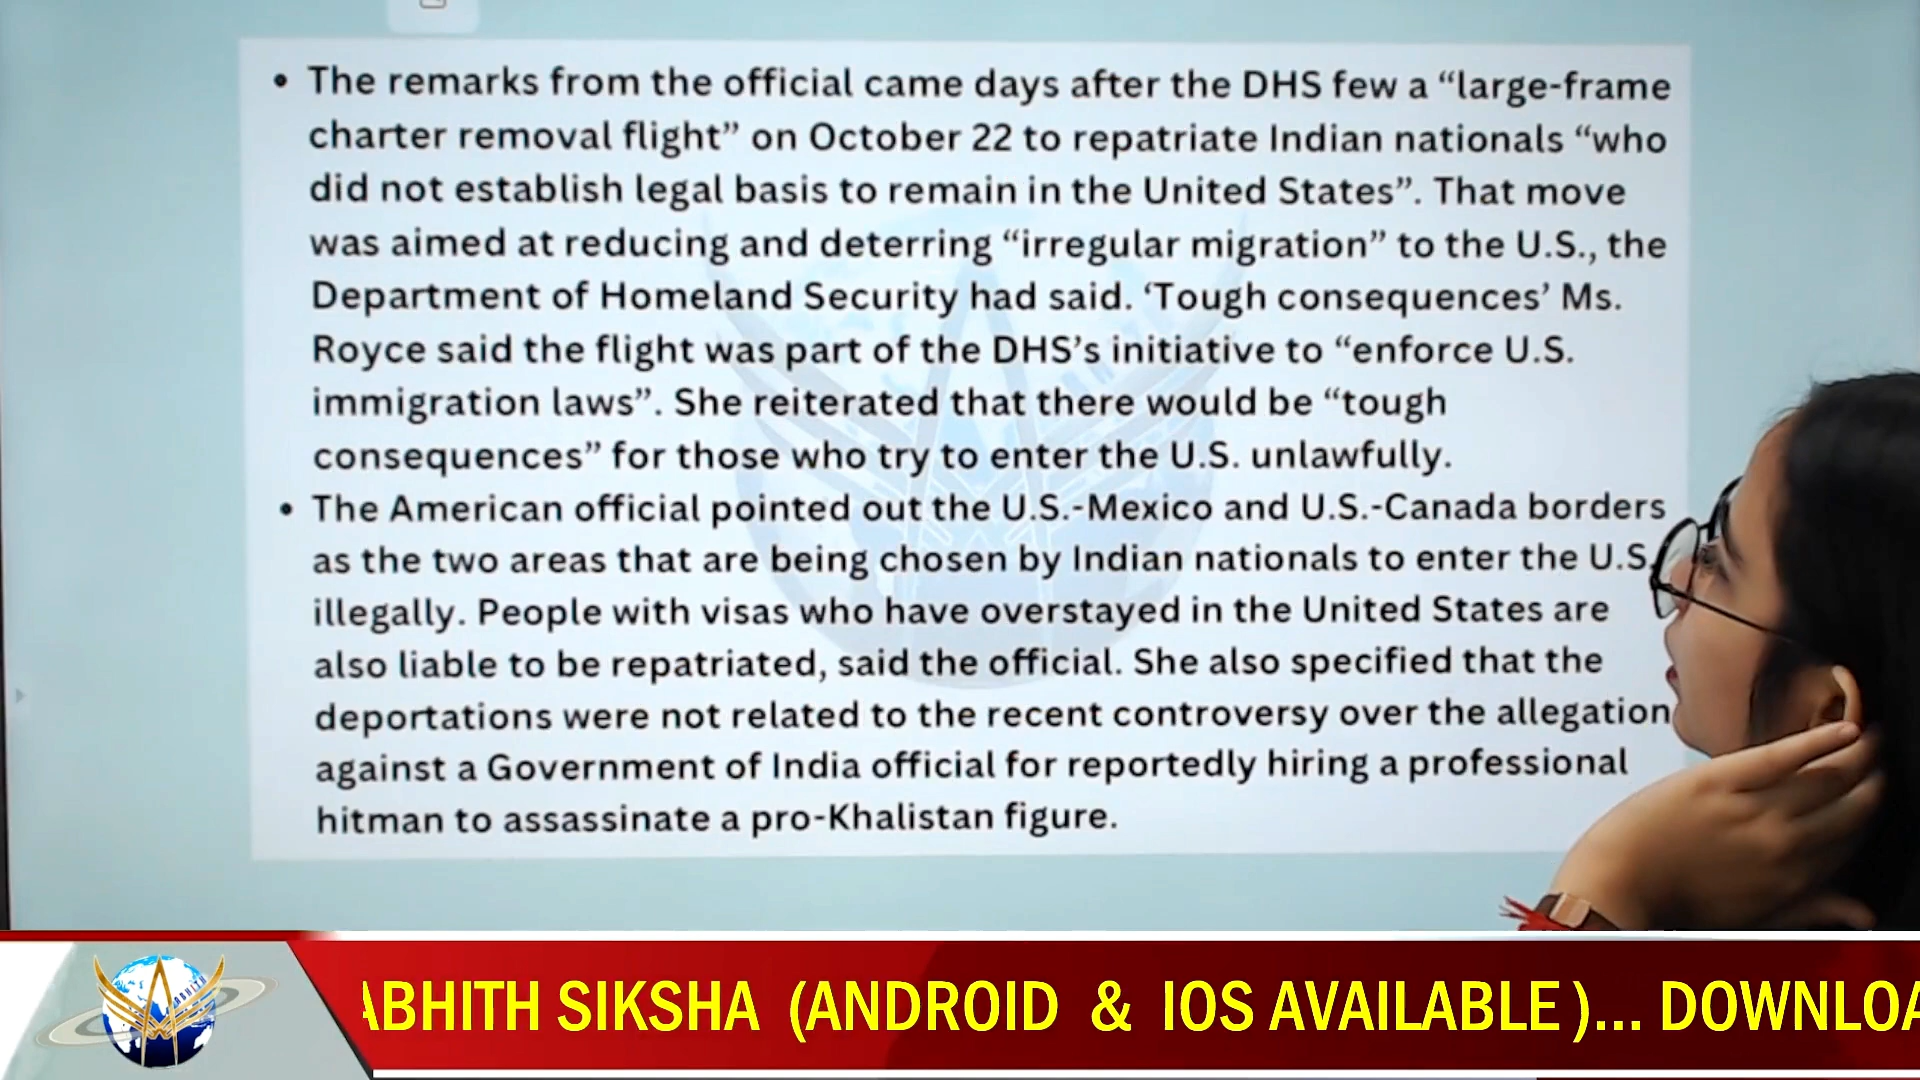 • The remarks from the official came days after the DHS few a “large-frame
charter removal flight” on October 22 to repatriate Indian nationals “who
did not establish legal basis to remain in the United States”. That move
was aimed at reducing and deterring “irregular migration” to the U.S., the
Department of Homeland Security had said. ‘Tough consequences’ Ms.
Royce said the flight was part of the DHS’s initiative to “enforce U.S.
immigration laws”. She reiterated that there would be “tough
consequences” for those who try to enter the U.S. unlawfully.
• The American official pointed out the U.S.-Mexico and U.S.-Canada borders
as the two areas that are being chosen by Indian nationals to enter the U.S.
illegally. People with visas who have overstayed in the United States are
also liable to be repatriated, said the official. She also specified that the
deportations were not related to the recent controversy over the allegation
against a Government of India official for reportedly hiring a professional
hitman to assassinate a pro-Khalistan figure.
ABHITH
ABHITH SIKSHA (ANDROID & IOS AVAILABLE)... DOWNLOA